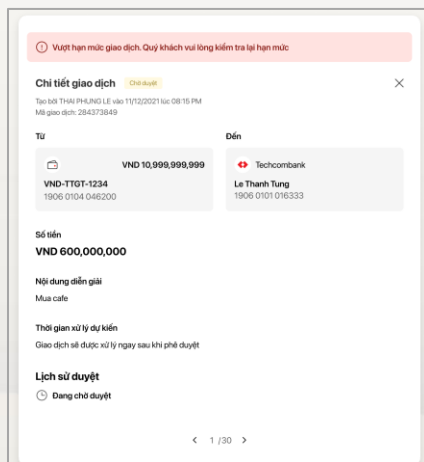 Vượt hạn mức giao dịch. Quý khách vui lòng kiểm tra lại hạn mức
Chi tiết giao dịch Chờ duyệt
Tạo bởi THAI PHUNG LE vào 11/12/2021 lúc 08:15 PM
Mã giao dịch: 284373849
Từ
VND 10,999,999,999
VND-TTGT-1234
1906 0104 046200
Đến
Techcombank
Le Thanh Tung
1906 0101 016333
Số tiền
VND 600,000,000
Nội dung diễn giải
Mua cafe
Thời gian xử lý dự kiến
Giao dịch sẽ được xử lý ngay sau khi phê duyệt
Lịch sử duyệt
Đang chờ duyệt
1 /30